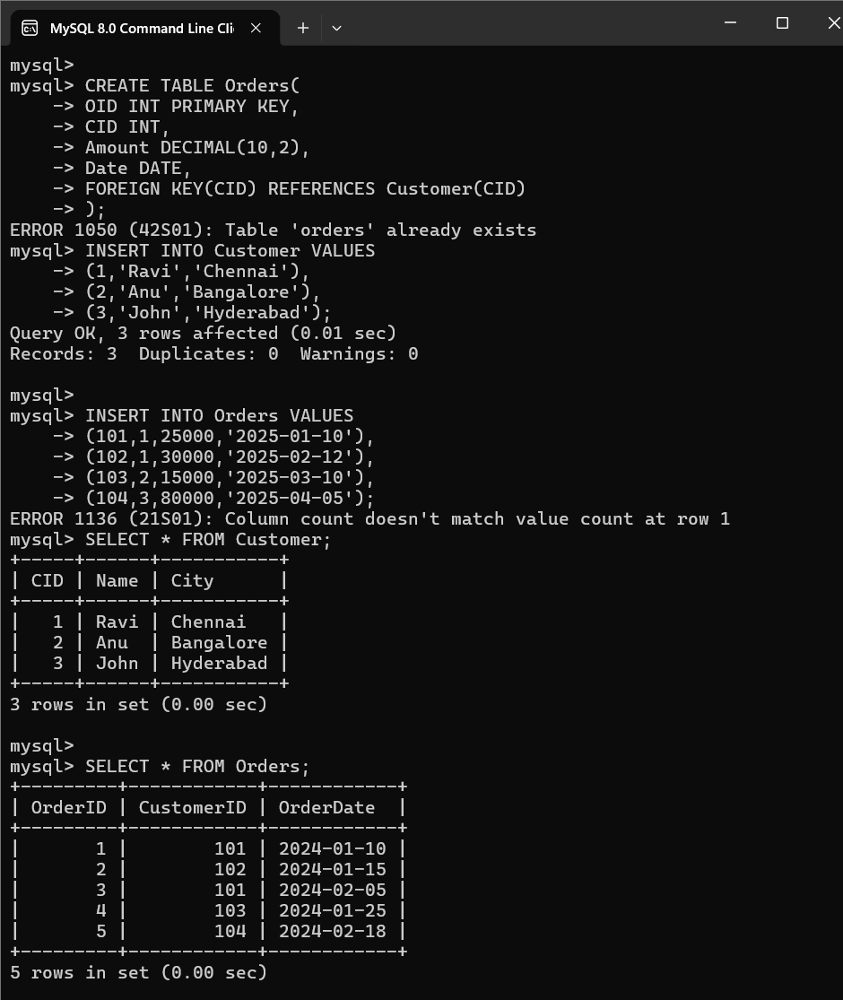 MySQL 8.0 Command Line Cli
mysql>
mysql> CREATE TABLE Orders(
    -> OID INT PRIMARY KEY,
    -> CID INT,
    -> Amount DECIMAL(10,2),
    -> Date DATE,
    -> FOREIGN KEY(CID) REFERENCES Customer(CID)
    -> );
ERROR 1050 (42S01): Table 'orders' already exists
mysql> INSERT INTO Customer VALUES
    -> (1,'Ravi','Chennai'),
    -> (2,'Anu','Bangalore'),
    -> (3,'John','Hyderabad');
Query OK, 3 rows affected (0.01 sec)
Records: 3  Duplicates: 0  Warnings: 0

mysql>
mysql> INSERT INTO Orders VALUES
    -> (101,1,25000,'2025-01-10'),
    -> (102,1,30000,'2025-02-12'),
    -> (103,2,15000,'2025-03-10'),
    -> (104,3,80000,'2025-04-05');
ERROR 1136 (21S01): Column count doesn't match value count at row 1
mysql> SELECT * FROM Customer;
+-----+------+-----------+
| CID | Name | City      |
+-----+------+-----------+
|   1 | Ravi | Chennai   |
|   2 | Anu  | Bangalore |
|   3 | John | Hyderabad |
+-----+------+-----------+
3 rows in set (0.00 sec)

mysql>
mysql> SELECT * FROM Orders;
+---------+------------+------------+
| OrderID | CustomerID | OrderDate  |
+---------+------------+------------+
|       1 |        101 | 2024-01-10 |
|       2 |        102 | 2024-01-15 |
|       3 |        101 | 2024-02-05 |
|       4 |        103 | 2024-01-25 |
|       5 |        104 | 2024-02-18 |
+---------+------------+------------+
5 rows in set (0.00 sec)